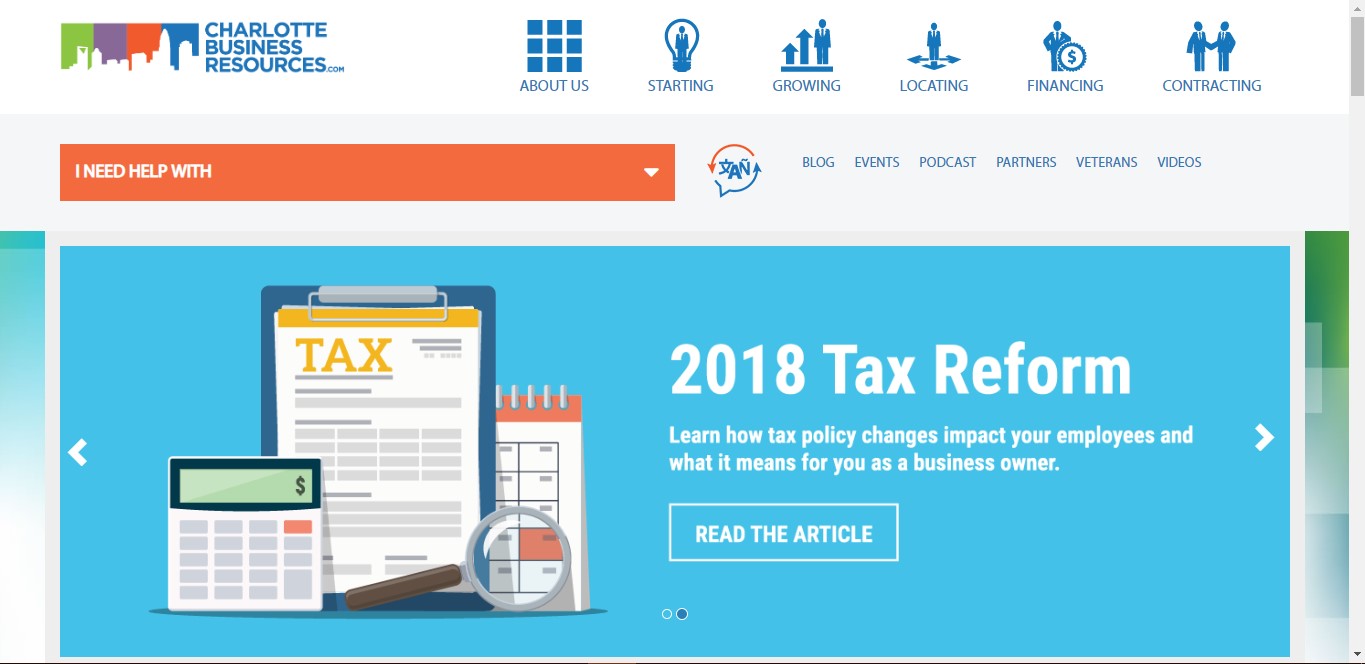 CHARLOTTE
BUSINESS
RESOURCES.COM
ABOUT US
STARTING
GROWING
LOCATING
$
FINANCING
CONTRACTING
I NEED HELP WITH
文AÑ
BLOG
EVENTS
PODCAST
PARTNERS
VETERANS
VIDEOS
TAX
$
2018 Tax Reform
Learn how tax policy changes impact your employees and
what it means for you as a business owner.
READ THE ARTICLE